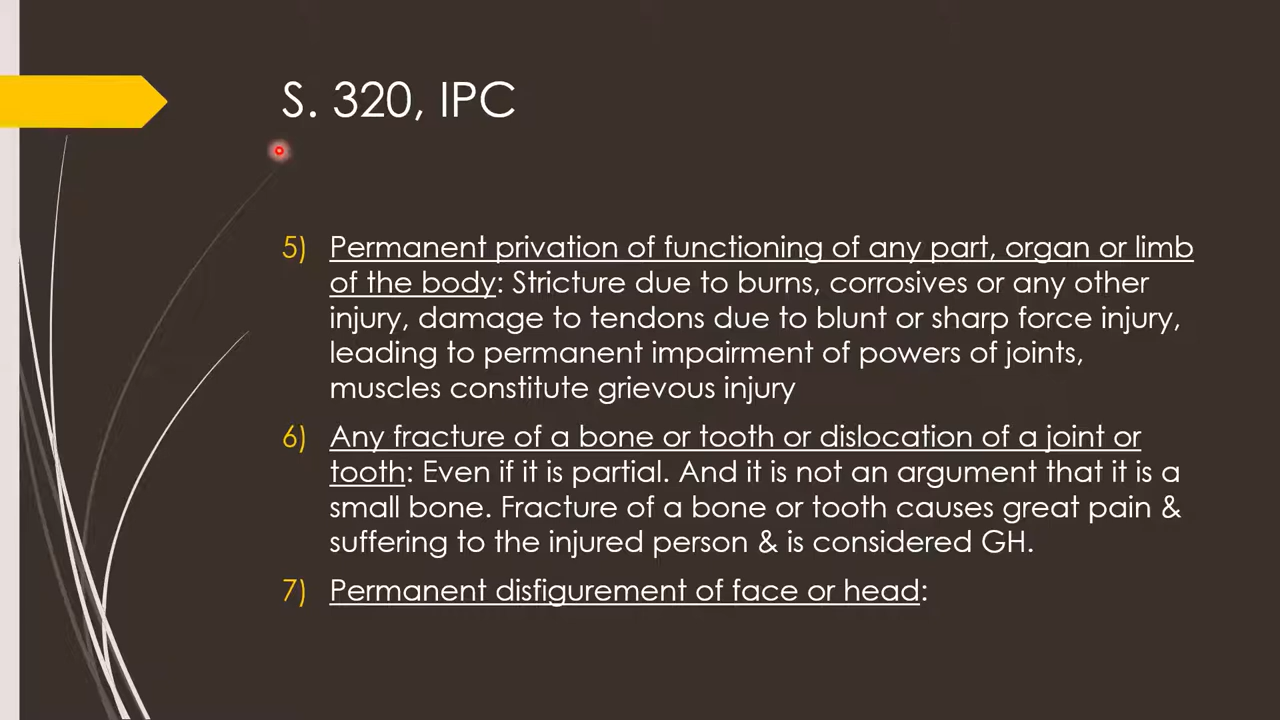 S. 320, IPC
5) Permanent privation of functioning of any part, organ or limb
of the body: Stricture due to burns, corrosives or any other
injury, damage to tendons due to blunt or sharp force injury,
leading to permanent impairment of powers of joints,
muscles constitute grievous injury
6) Any fracture of a bone or tooth or dislocation of a joint or
tooth: Even if it is partial. And it is not an argument that it is a
small bone. Fracture of a bone or tooth causes great pain &
suffering to the injured person & is considered GH.
7) Permanent disfigurement of face or head: